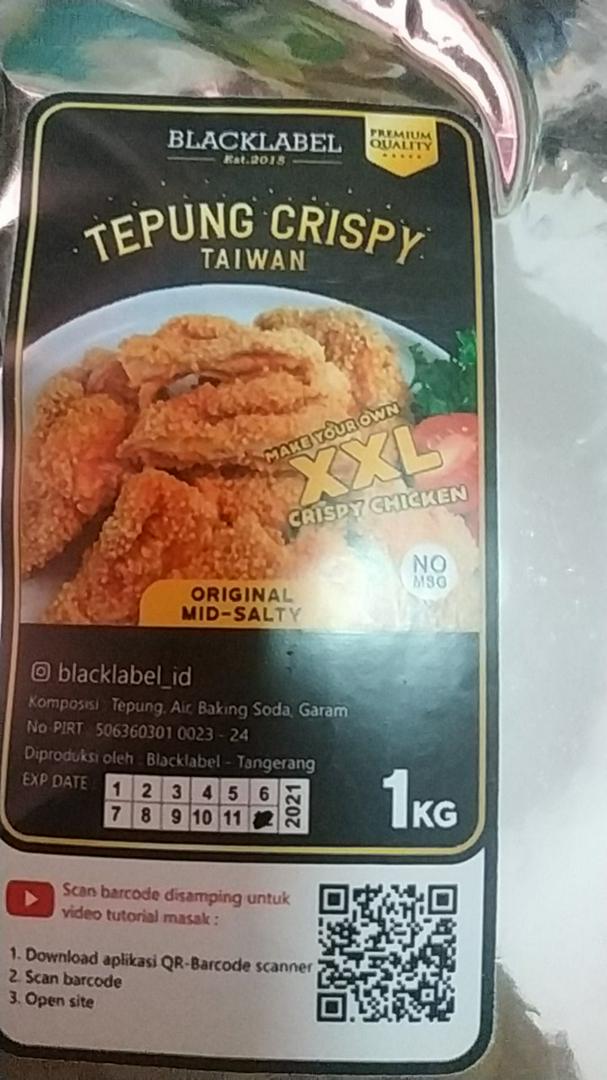 BLACKLABEL
Est.2015
PREMIUM
QUALITY
TEPUNG CRISPY
TAIWAN
MAKE YOUR OWN
XXL
CRISPY CHICKEN
NO
MSG
ORIGINAL
MID-SALTY
blacklabel_id
Komposisi : Tepung, Air, Baking Soda, Garam
No PIRT : 506360301 0023 - 24
Diproduksi oleh : Blacklabel - Tangerang
EXP DATE :
1 2 3 4 5 6 2021
7 8 9 10 11
1KG
Scan barcode disamping untuk
video tutorial masak :
1. Download aplikasi QR-Barcode scanner
2. Scan barcode
3. Open site